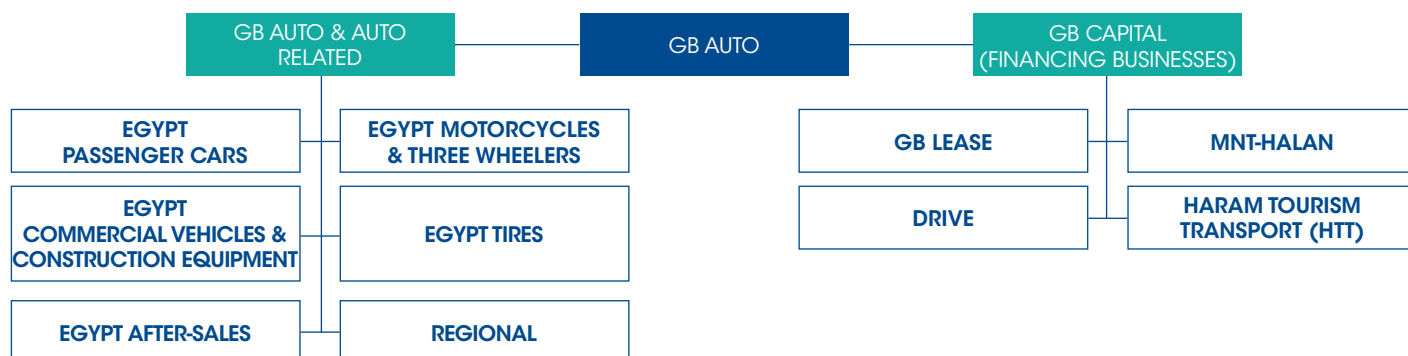 GB AUTO & AUTO
RELATED
GB AUTO
GB CAPITAL
(FINANCING BUSINESSES)
EGYPT
PASSENGER CARS
EGYPT MOTORCYCLES
& THREE WHEELERS
GB LEASE
MNT-HALAN
EGYPT
COMMERCIAL VEHICLES &
CONSTRUCTION EQUIPMENT
EGYPT TIRES
DRIVE
HARAM TOURISM
TRANSPORT (HTT)
EGYPT AFTER-SALES
REGIONAL